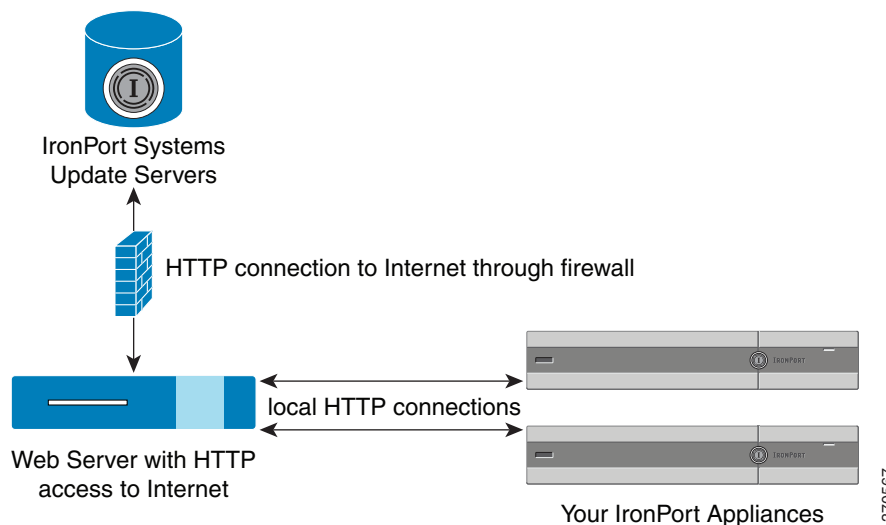 IronPort Systems
Update Servers
HTTP connection to Internet through firewall
IRONPORT
local HTTP connections
IRONPORT
Web Server with HTTP
access to Internet
Your IronPort Appliances